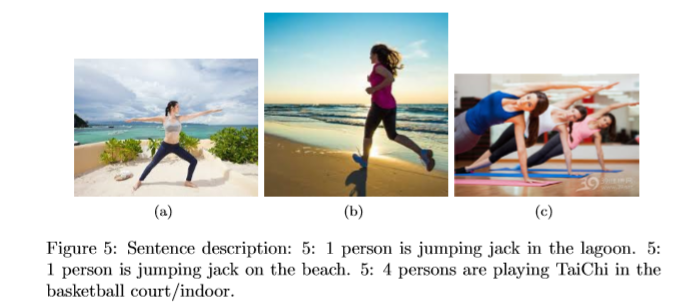 (a) (b) (c)
Figure 5: Sentence description: 5: 1 person is jumping jack in the lagoon. 5:
1 person is jumping jack on the beach. 5: 4 persons are playing TaiChi in the
basketball court/indoor.